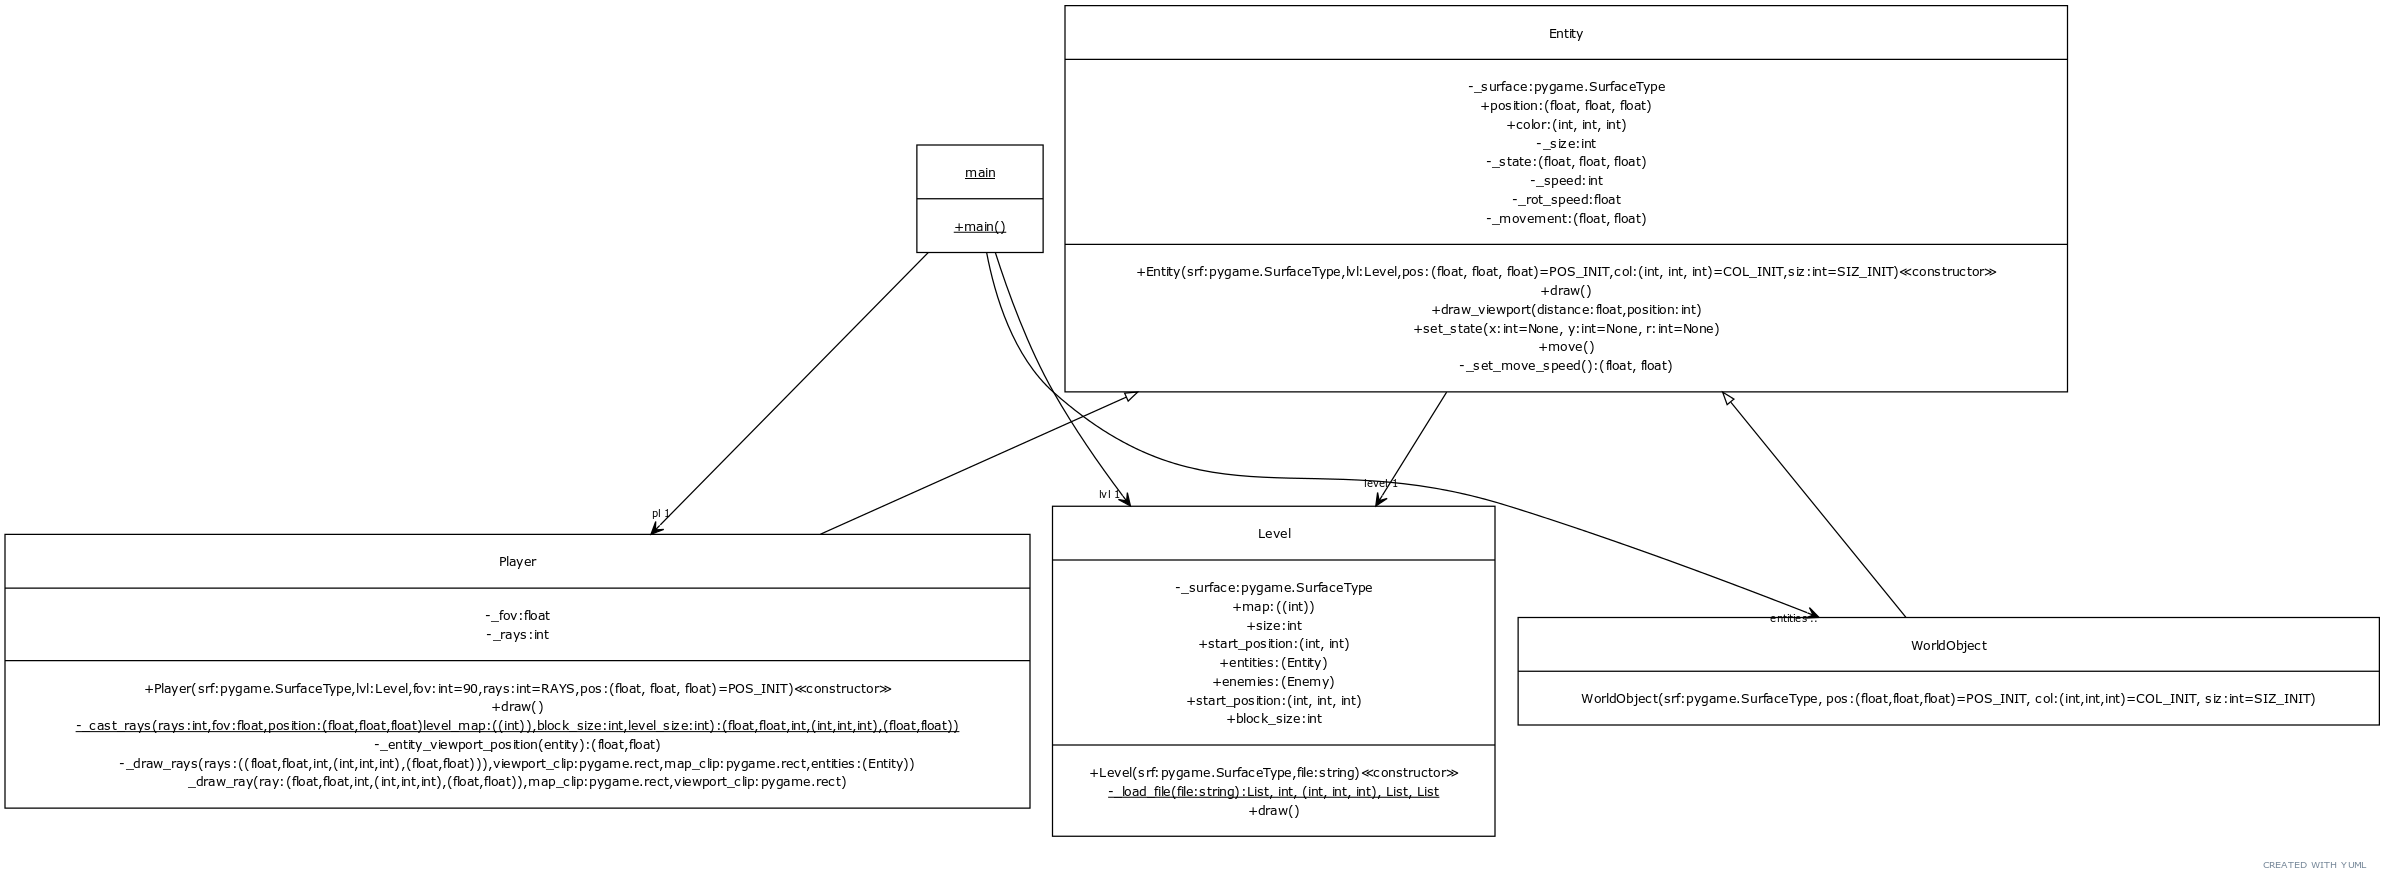 Entity
-_surface:pygame.SurfaceType
+position:(float, float, float)
+color:(int, int, int)
-_size:int
-_state:(float, float, float)
-_speed:int
-_rot_speed:float
-_movement:(float, float)
+Entity(srf:pygame.SurfaceType,lvl:Level,pos:(float, float, float)=POS_INIT,col:(int, int, int)=COL_INIT,siz:int=SIZ_INIT)≪constructor≫
+draw()
+draw_viewport(distance:float,position:int)
+set_state(x:int=None, y:int=None, r:int=None)
+move()
-_set_move_speed():(float, float)
main
+main()
pl 1
lvl 1
level 1
entities ..
Player
-_fov:float
-_rays:int
+Player(srf:pygame.SurfaceType,lvl:Level,fov:int=90,rays:int=RAYS,pos:(float, float, float)=POS_INIT)≪constructor≫
+draw()
-_cast_rays(rays:int,fov:float,position:(float,float,float)level_map:((int)),block_size:int,level_size:int):(float,float,int,(int,int,int),(float,float))
-_entity_viewport_position(entity):(float,float)
-_draw_rays(rays:((float,float,int,(int,int,int),(float,float))),viewport_clip:pygame.rect,map_clip:pygame.rect,entities:(Entity))
_draw_ray(ray:(float,float,int,(int,int,int),(float,float)),map_clip:pygame.rect,viewport_clip:pygame.rect)
Level
-_surface:pygame.SurfaceType
+map:((int))
+size:int
+start_position:(int, int)
+entities:(Entity)
+enemies:(Enemy)
+start_position:(int, int, int)
+block_size:int
+Level(srf:pygame.SurfaceType,file:string)≪constructor≫
-_load_file(file:string):List, int, (int, int, int), List, List
+draw()
WorldObject
WorldObject(srf:pygame.SurfaceType, pos:(float,float,float)=POS_INIT, col:(int,int,int)=COL_INIT, siz:int=SIZ_INIT)
CREATED WITH YUML